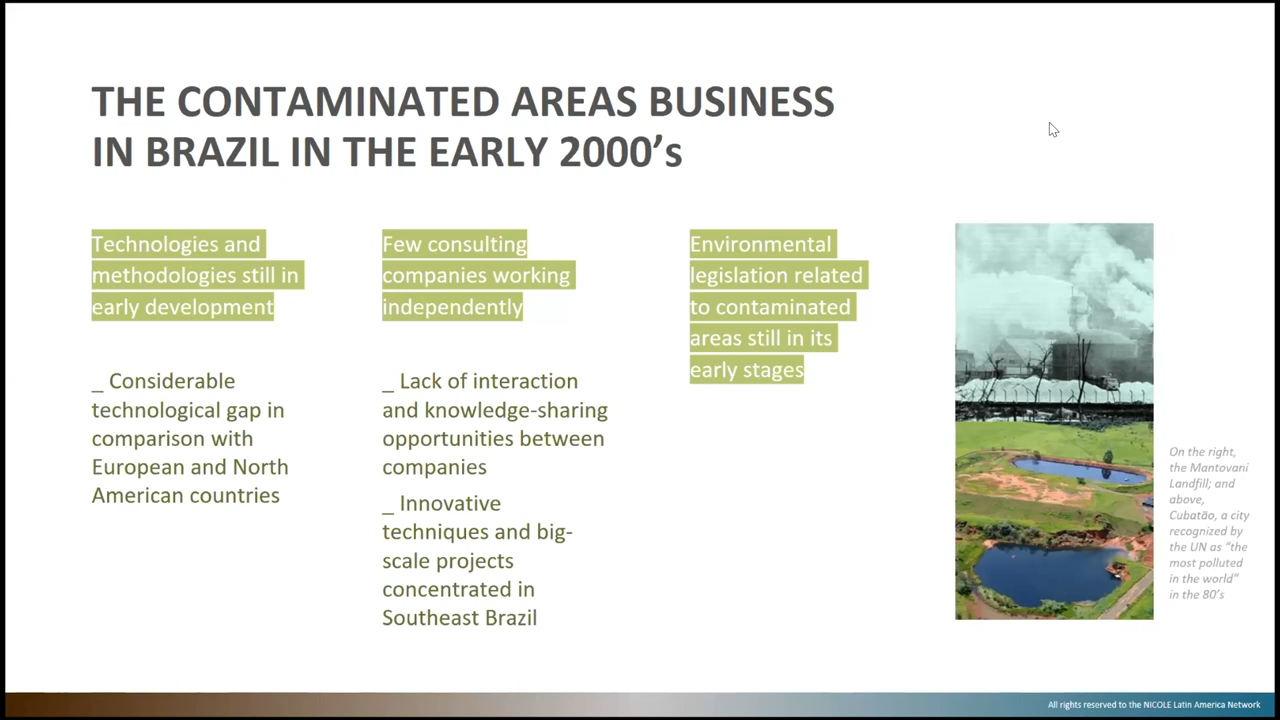 THE CONTAMINATED AREAS BUSINESS
IN BRAZIL IN THE EARLY 2000’s
Technologies and
methodologies still in
early development
_ Considerable
technological gap in
comparison with
European and North
American countries
Few consulting
companies working
independently
_ Lack of interaction
and knowledge-sharing
opportunities between
companies
_ Innovative
techniques and big-
scale projects
concentrated in
Southeast Brazil
Environmental
legislation related
to contaminated
areas still in its
early stages
On the right,
the Mantovani
Landfill; and
above,
Cubatão, a city
recognized by
the UN as “the
most polluted
in the world”
in the 80’s
All rights reserved to the NICOLE Latin America Network